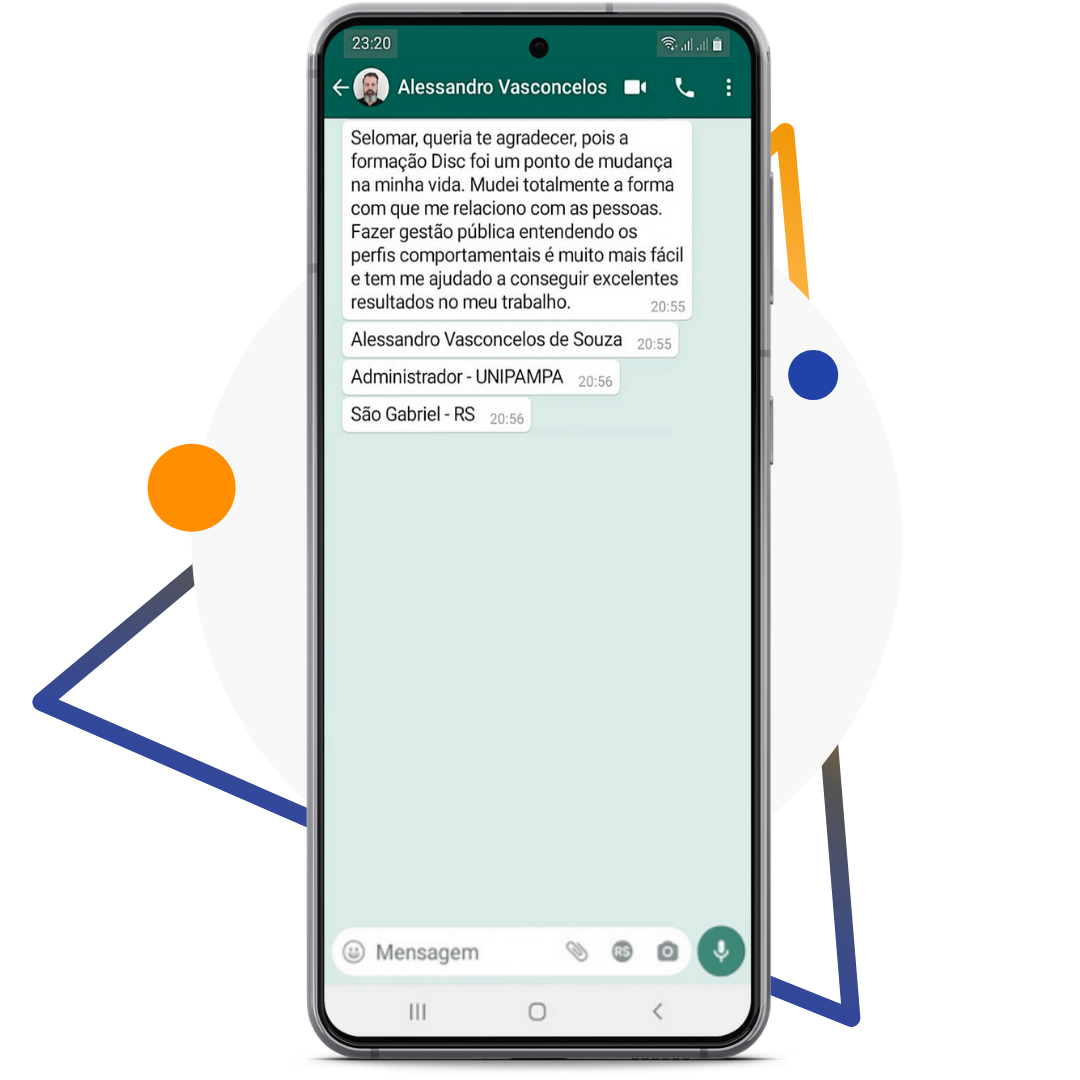 23:20
Alessandro Vasconcelos
Selomar, queria te agradecer, pois a
formação Disc foi um ponto de mudança
na minha vida. Mudei totalmente a forma
com que me relaciono com as pessoas.
Fazer gestão pública entendendo os
perfis comportamentais é muito mais fácil
e tem me ajudado a conseguir excelentes
resultados no meu trabalho.
20:55
Alessandro Vasconcelos de Souza 20:55
Administrador - UNIPAMPA 20:56
São Gabriel - RS 20:56
Mensagem R$